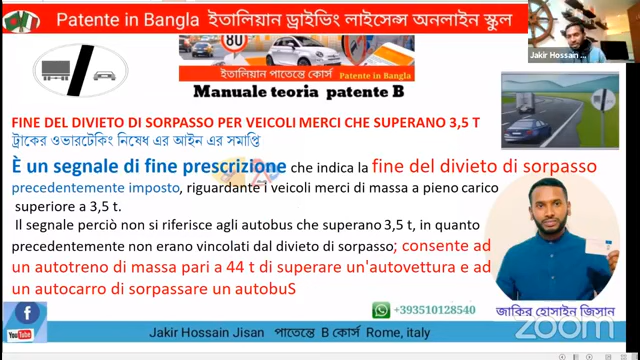 Patente in Bangla ইতালিয়ান ড্রাইভিং লাইসেন্স অনলাইন স্কুল
80
ইতালিয়ান পাতেন্তে কোর্স Patente in Bangla
Manuale teoria patente B
Jakir Hossain ...
FINE DEL DIVIETO DI SORPASSO PER VEICOLI MERCI CHE SUPERANO 3,5 T
ট্রাকের ওভারটেকিং নিষেধ এর আইন এর সমাপ্তি
È un segnale di fine prescrizione che indica la fine del divieto di sorpasso
precedentemente imposto, riguardante i veicoli merci di massa a pieno carico
superiore a 3,5 t.
Il segnale perciò non si riferisce agli autobus che superano 3,5 t, in quanto
precedentemente non erano vincolati dal divieto di sorpasso; consente ad
un autotreno di massa pari a 44 t di superare un'autovettura e ad
un autocarro di sorpassare un autobuS
+393510128540
জাকির হোসাইন জিসান
YouTube
Jakir Hossain Jisan পাতেন্তে B কোর্স Rome, italy
zoom